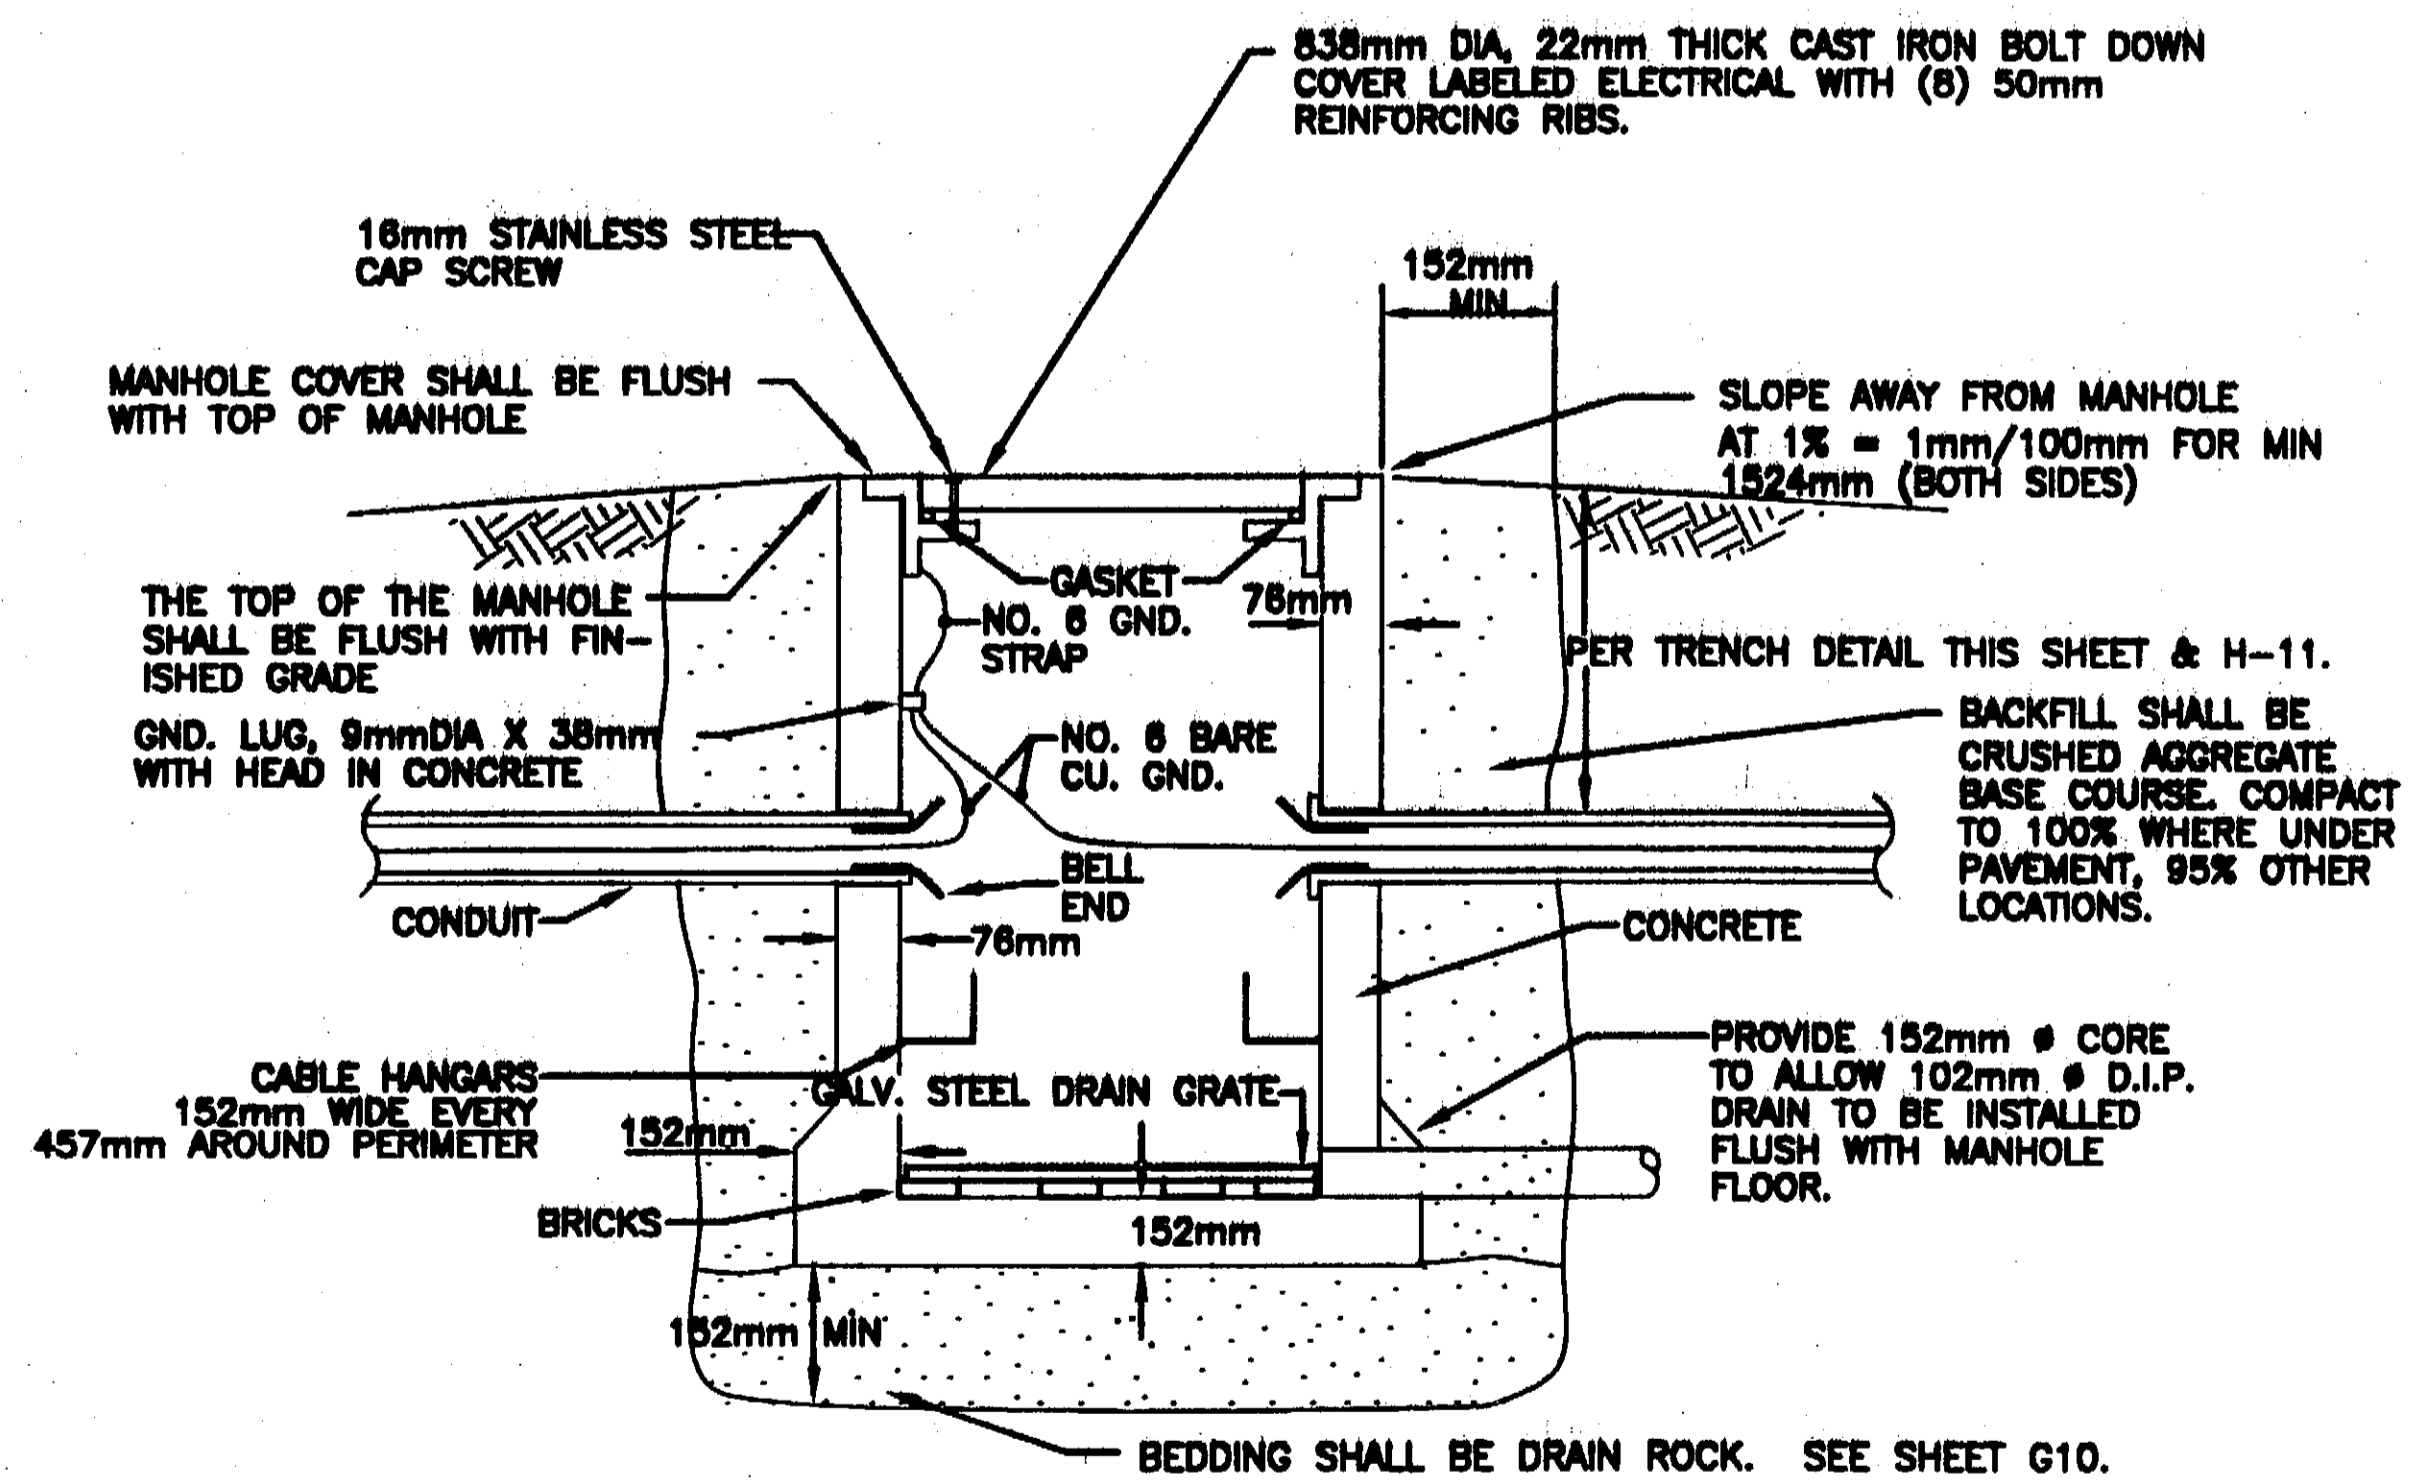 838mm DIA, 22mm THICK CAST IRON BOLT DOWN
COVER LABELED ELECTRICAL WITH (8) 50mm
REINFORCING RIBS.
16mm STAINLESS STEEL
CAP SCREW
152mm
MIN
MANHOLE COVER SHALL BE FLUSH
WITH TOP OF MANHOLE
SLOPE AWAY FROM MANHOLE
AT 1% = 1mm/100mm FOR MIN
1524mm (BOTH SIDES)
GASKET
THE TOP OF THE MANHOLE
SHALL BE FLUSH WITH FIN-
ISHED GRADE
NO. 6 GND.
STRAP
76mm
PER TRENCH DETAIL THIS SHEET & H-11.
GND. LUG, 9mmDIA X 38mm
WITH HEAD IN CONCRETE
NO. 6 BARE
CU. GND.
BACKFILL SHALL BE
CRUSHED AGGREGATE
BASE COURSE. COMPACT
TO 100% WHERE UNDER
PAVEMENT, 95% OTHER
LOCATIONS.
BELL
END
CONDUIT
76mm
CONCRETE
CABLE HANGARS
152mm WIDE EVERY
457mm AROUND PERIMETER
GALV. STEEL DRAIN GRATE
PROVIDE 152mm ø CORE
TO ALLOW 102mm ø D.I.P.
DRAIN TO BE INSTALLED
FLUSH WITH MANHOLE
FLOOR.
152mm
BRICKS
152mm
152mm MIN
BEDDING SHALL BE DRAIN ROCK. SEE SHEET G10.